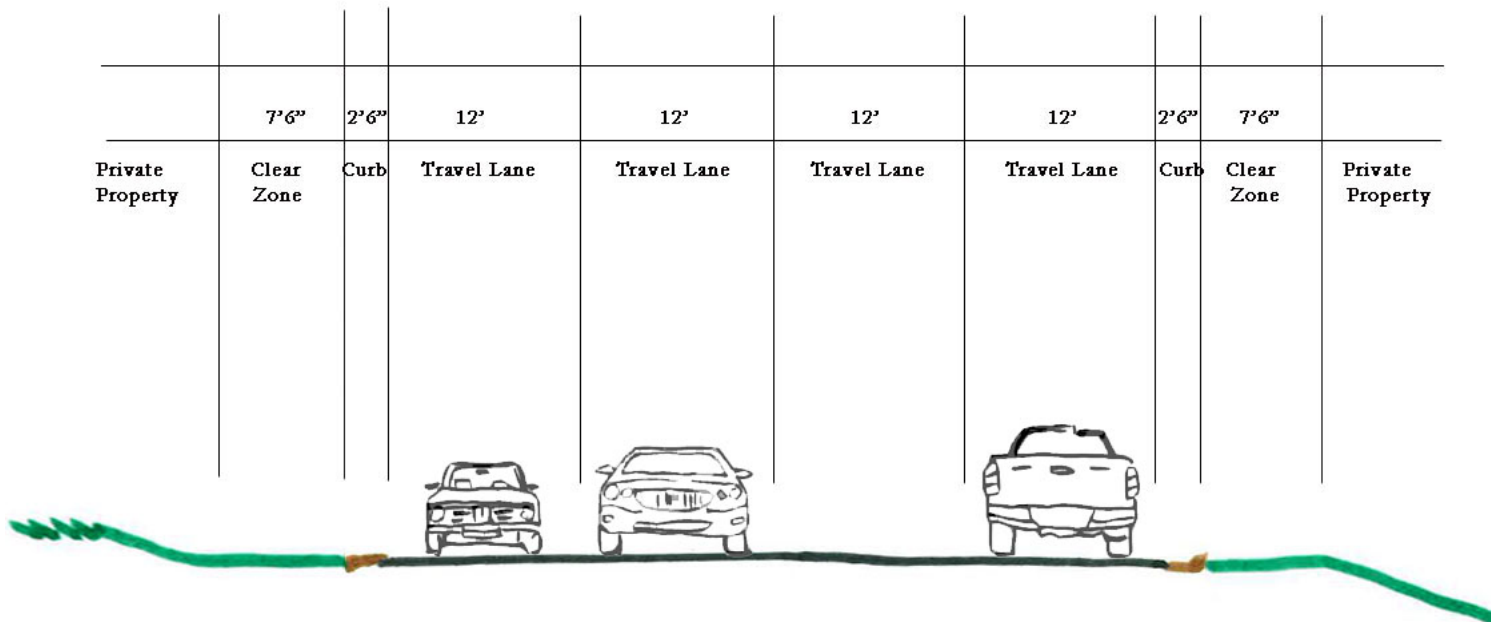 7’6” 2’6” 12’ 12’ 12’ 12’ 2’6” 7’6”
Private Clear Curb Travel Lane Travel Lane Travel Lane Travel Lane Curb Clear Private
Property Zone Zone Property